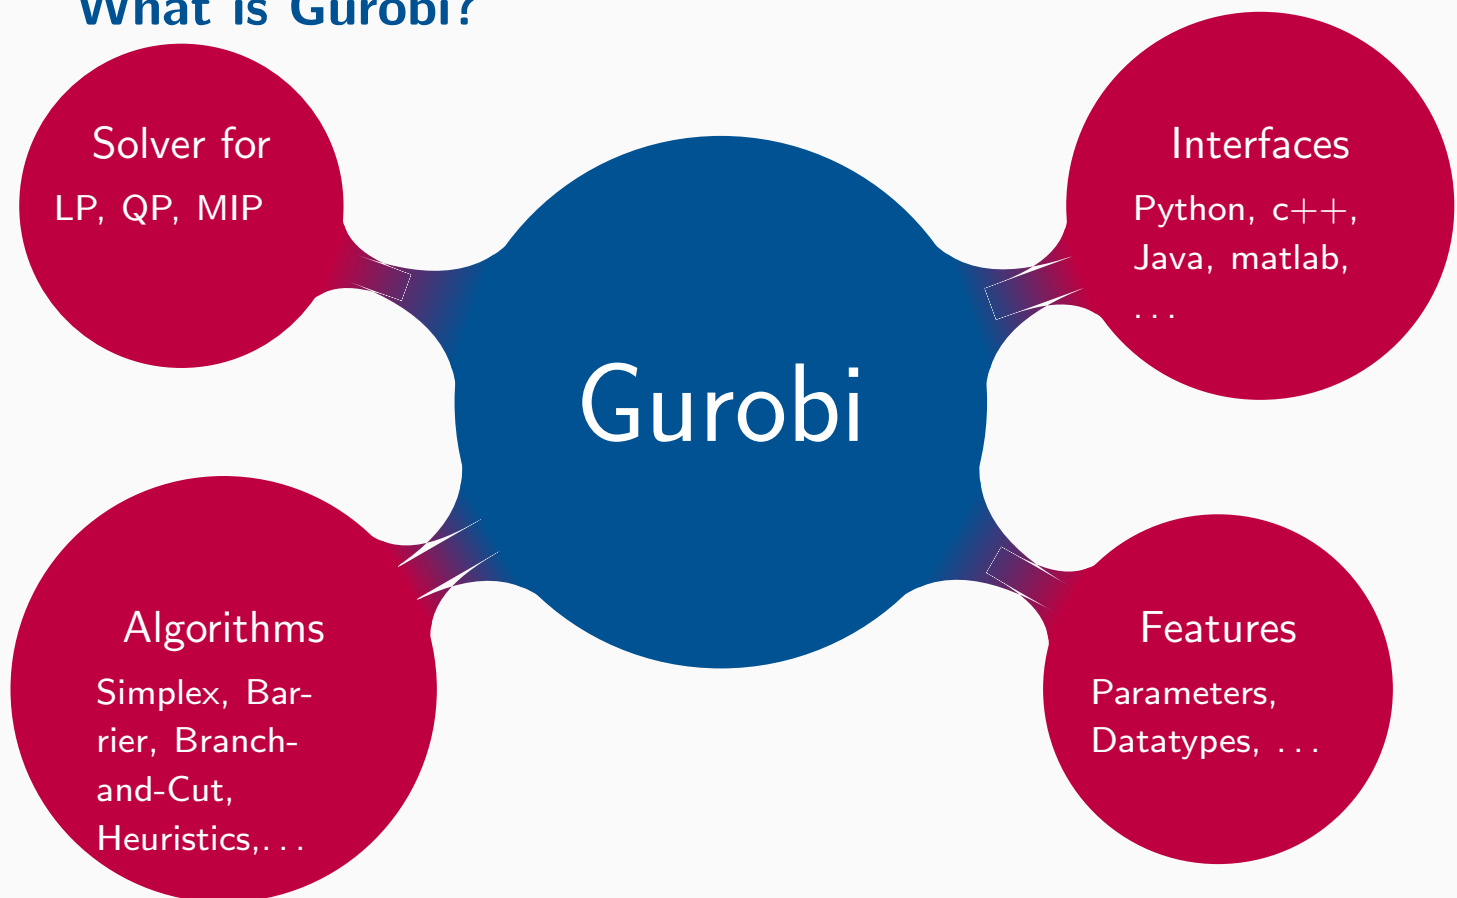 What is Gurobi?
Solver for
LP, QP, MIP
Interfaces
Python, c++,
Java, matlab,
...
Gurobi
Algorithms
Simplex, Bar-
rier, Branch-
and-Cut,
Heuristics,...
Features
Parameters,
Datatypes, ...